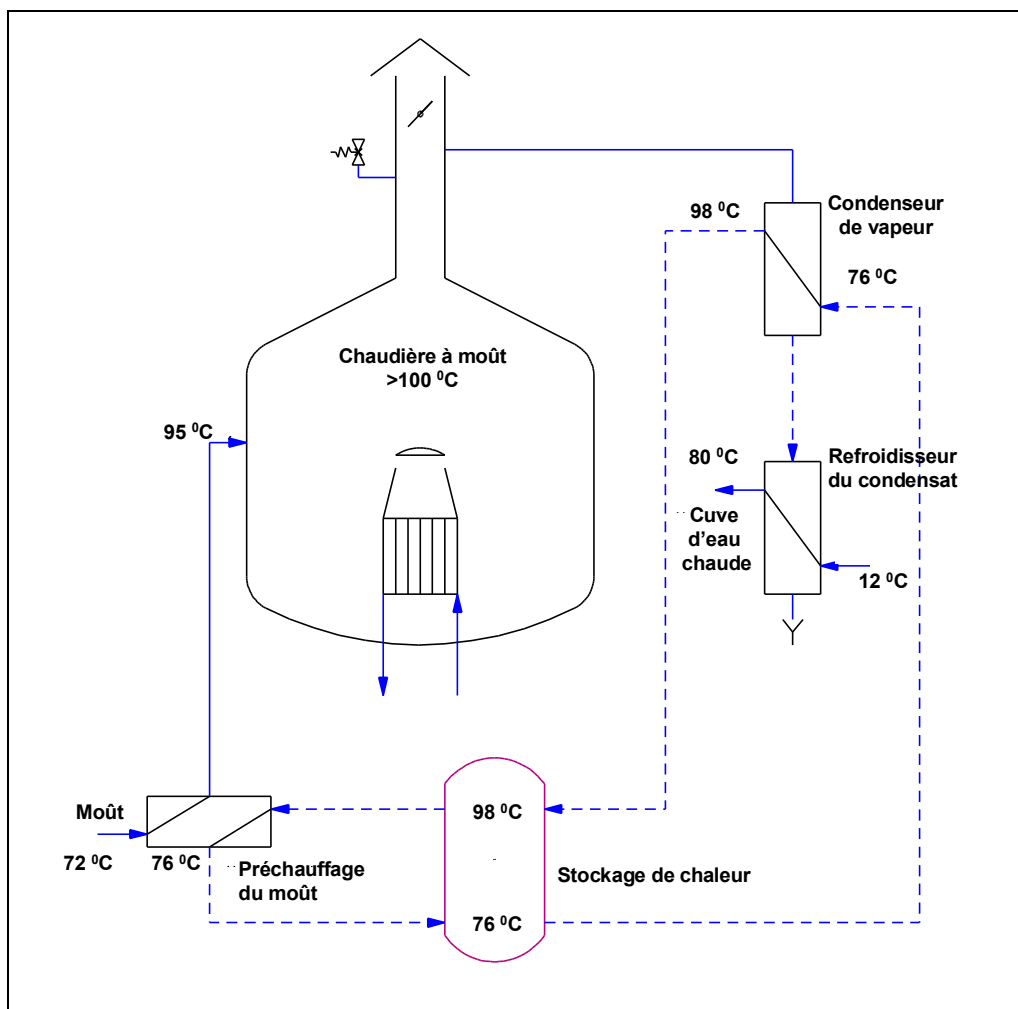 98 ⁰C
Condenseur
de vapeur
76 ⁰C
Chaudière à moût
>100 ⁰C
95 ⁰C
80 ⁰C
Refroidisseur
du condensat
Cuve
d’eau
chaude
12 ⁰C
Moût
72 ⁰C
76 ⁰C
Préchauffage
du moût
98 ⁰C
Stockage de chaleur
76 ⁰C